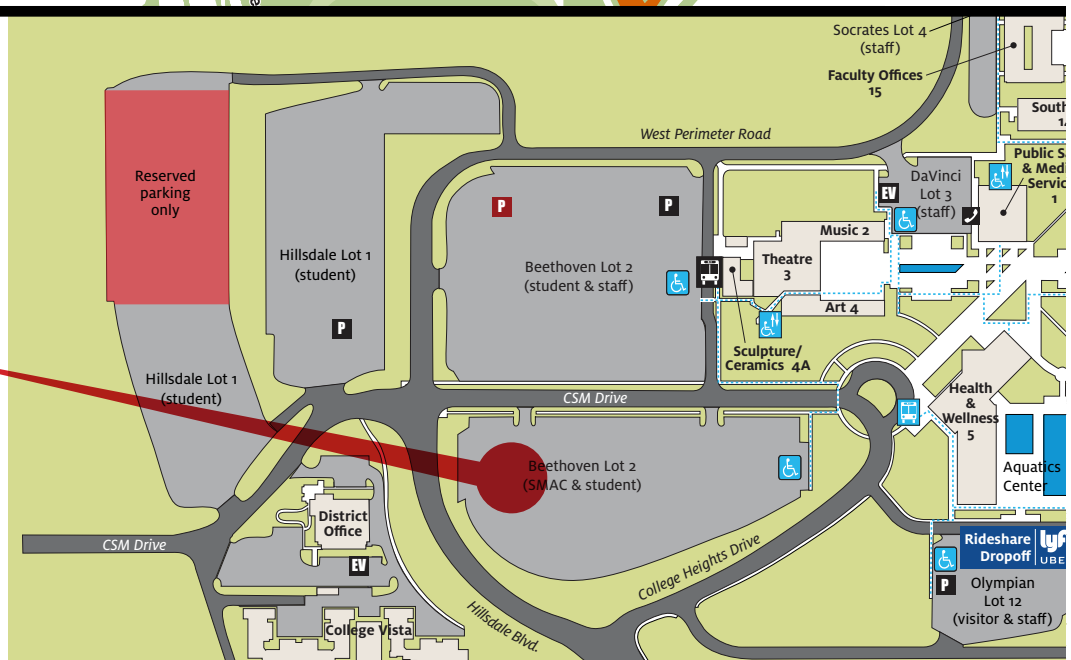 Socrates Lot 4
(staff)
Faculty Offices
15
South
West Perimeter Road
Public
& Medi
Servic
1
DaVinci
Lot 3
(staff)
EV
Reserved
parking
only
P
P
Music 2
Theatre
3
Hillsdale Lot 1
(student)
Beethoven Lot 2
(student & staff)
Art 4
P
Sculpture/
Ceramics 4A
Hillsdale Lot 1
(student)
CSM Drive
Health
&
Wellness
5
Beethoven Lot 2
(SMAC & student)
Aquatics
Center
District
Office
CSM Drive
EV
College Heights Drive
Rideshare
Dropoff
lyf
UBE
P
Olympian
Lot 12
(visitor & staff)
Hillsdale Blvd.
College Vista